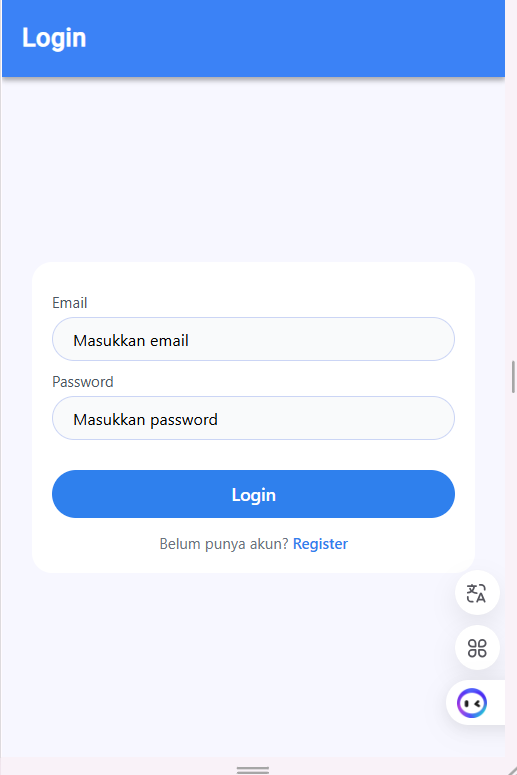 Login
Email
Masukkan email
Password
Masukkan password
Login
Belum punya akun? Register